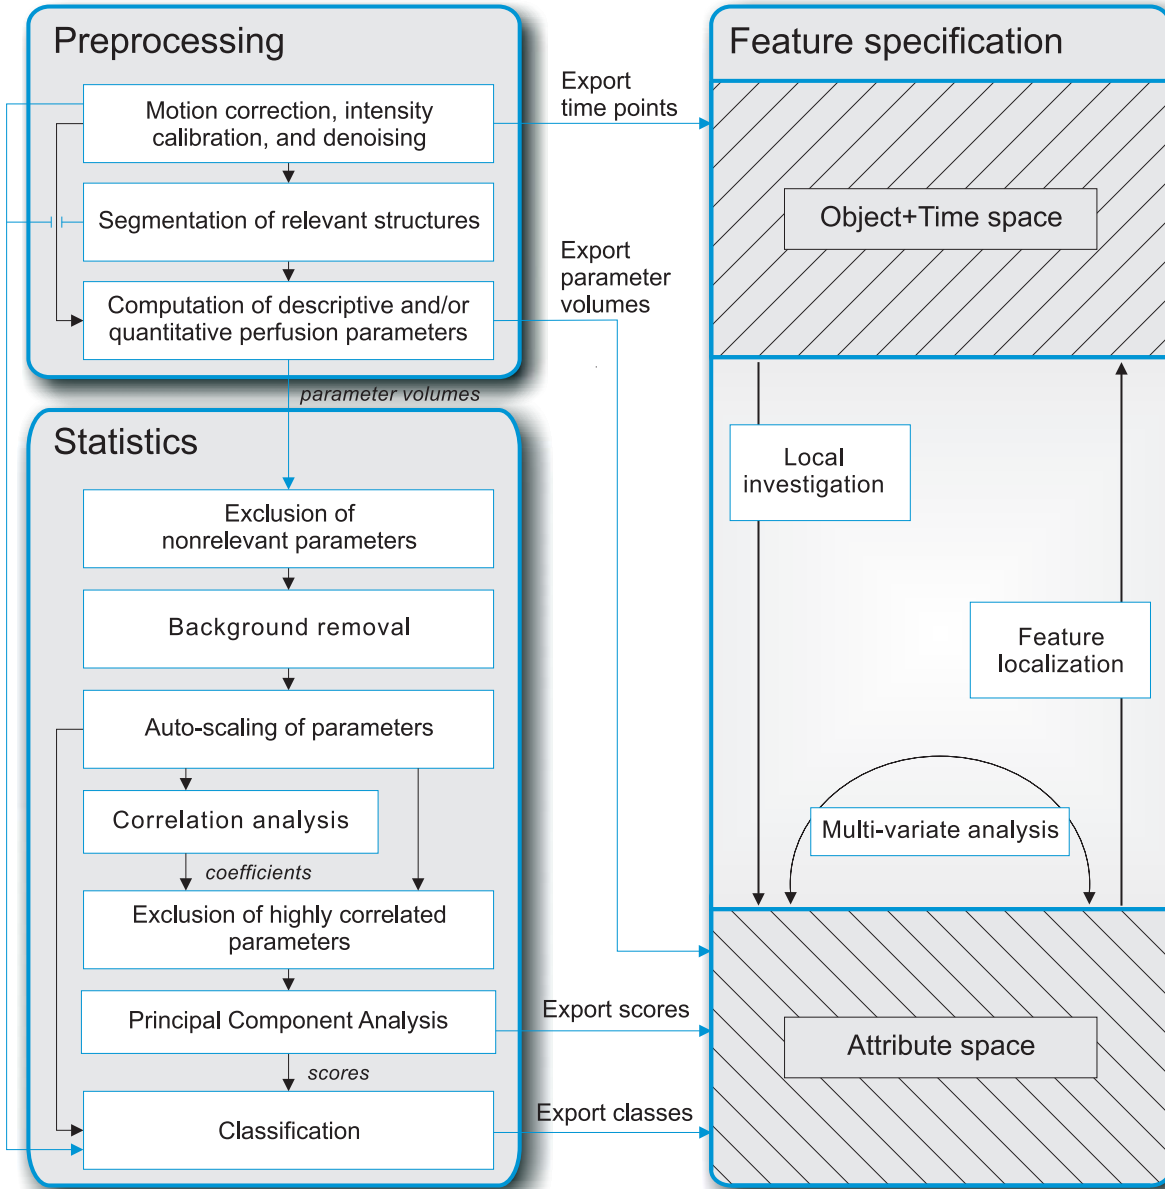 Preprocessing
Motion correction, intensity
calibration, and denoising
Segmentation of relevant structures
Computation of descriptive and/or
quantitative perfusion parameters
parameter volumes
Statistics
Exclusion of
nonrelevant parameters
Background removal
Auto-scaling of parameters
Correlation analysis
coefficients
Exclusion of highly correlated
parameters
Principal Component Analysis
scores
Classification
Export
time points
Export
parameter
volumes
Export scores
Export classes
Feature specification
Object+Time space
Local
investigation
Feature
localization
Multi-variate analysis
Attribute space